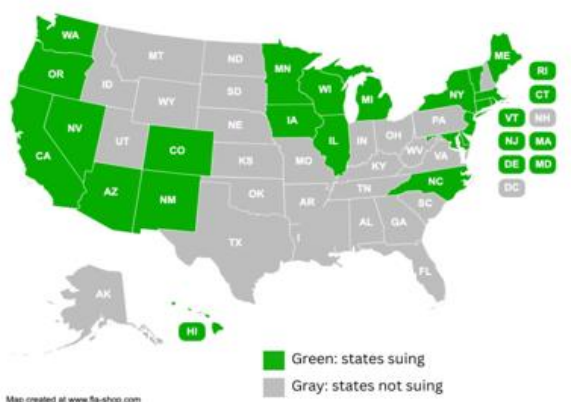 WA
MT
ND
MN
ME
OR
ID
SD
WI
NY
RI
WY
MI
CT
NV
NE
IA
PA
VT
NH
UT
IL
IN
OH
NJ
MA
CA
CO
KS
MO
WV
VA
KY
DE
MD
AZ
NM
OK
AR
TN
NC
DC
SC
TX
AL
GA
FL
AK
HI
Green: states suing
Gray: states not suing
Map created at www.fla-shop.com